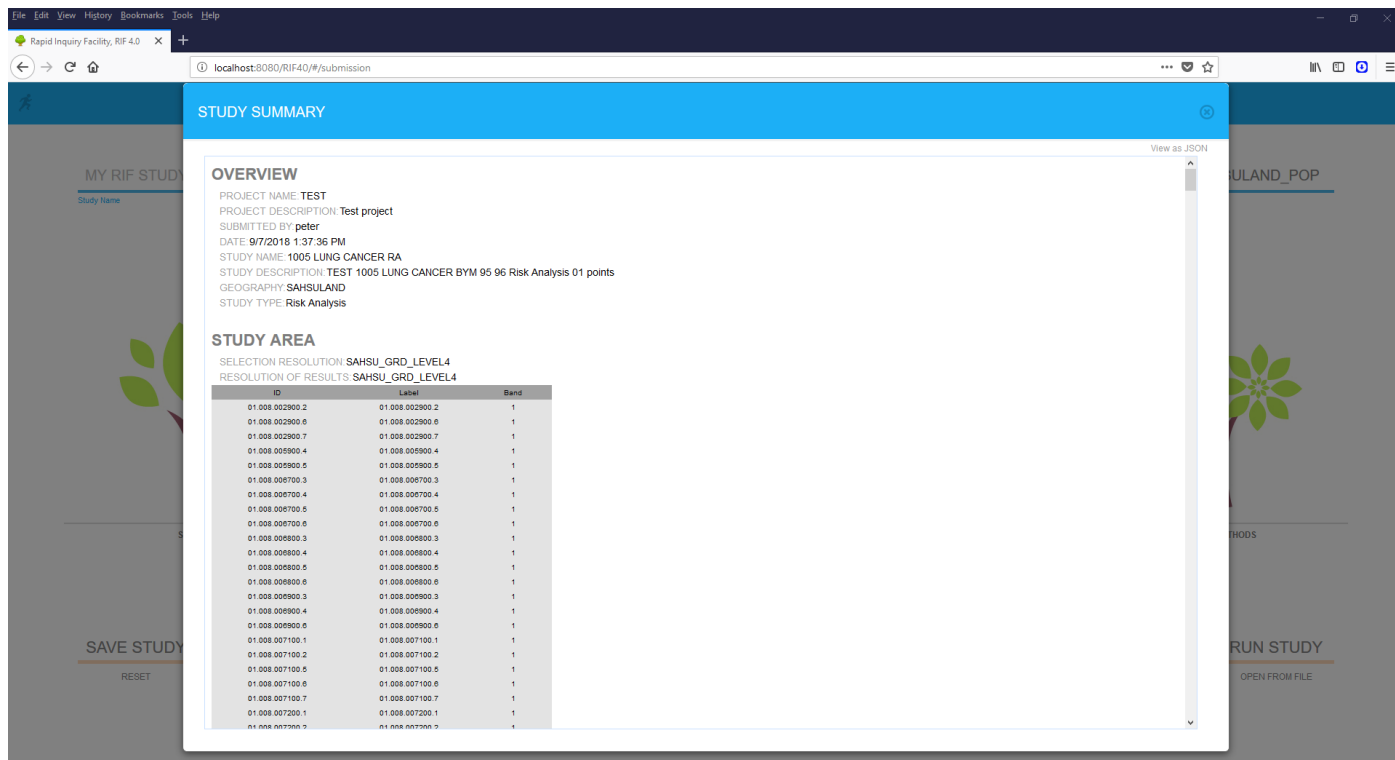 File Edit View History Bookmarks Tools Help
Rapid Inquiry Facility, RIF 4.0
localhost:8080/RIF40/#/submission
STUDY SUMMARY
View as JSON
MY RIF STUDY
Study Name
SULAND_POP
OVERVIEW
PROJECT NAME: TEST
PROJECT DESCRIPTION: Test project
SUBMITTED BY: peter
DATE: 9/7/2018 1:37:36 PM
STUDY NAME: 1005 LUNG CANCER RA
STUDY DESCRIPTION: TEST 1005 LUNG CANCER BYM 95 96 Risk Analysis 01 points
GEOGRAPHY: SAHSULAND
STUDY TYPE: Risk Analysis
STUDY AREA
SELECTION RESOLUTION: SAHSU_GRD_LEVEL4
RESOLUTION OF RESULTS: SAHSU_GRD_LEVEL4
ID Label Band
01.008.002900.2 01.008.002900.2 1
01.008.002900.6 01.008.002900.6 1
01.008.002900.7 01.008.002900.7 1
01.008.005900.4 01.008.005900.4 1
01.008.005900.5 01.008.005900.5 1
01.008.006700.3 01.008.006700.3 1
01.008.006700.4 01.008.006700.4 1
01.008.006700.5 01.008.006700.5 1
01.008.006700.6 01.008.006700.6 1
01.008.006800.3 01.008.006800.3 1
01.008.006800.4 01.008.006800.4 1
01.008.006800.5 01.008.006800.5 1
01.008.006800.6 01.008.006800.6 1
01.008.006900.3 01.008.006900.3 1
01.008.006900.4 01.008.006900.4 1
01.008.006900.6 01.008.006900.6 1
01.008.007100.1 01.008.007100.1 1
01.008.007100.2 01.008.007100.2 1
01.008.007100.5 01.008.007100.5 1
01.008.007100.6 01.008.007100.6 1
01.008.007100.7 01.008.007100.7 1
01.008.007200.1 01.008.007200.1 1
01.008.007200.2 01.008.007200.2 1
S
THODS
SAVE STUDY
RESET
RUN STUDY
OPEN FROM FILE